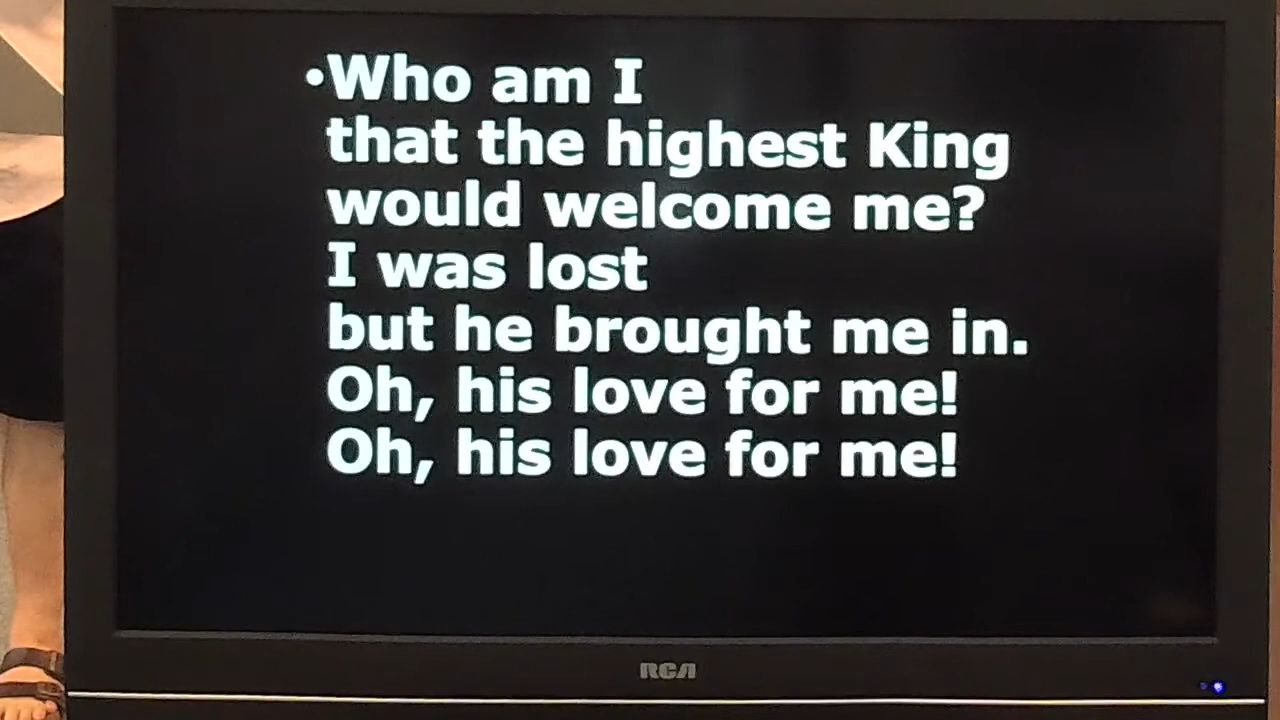 •Who am I
that the highest King
would welcome me?
I was lost
but he brought me in.
Oh, his love for me!
Oh, his love for me!
RCA